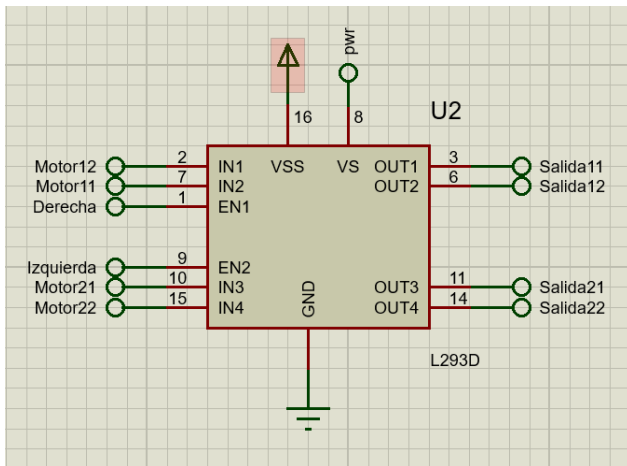 pwr
U2
16
8
Motor12 2 IN1 VSS VS OUT1 3 Salida11
Motor11 7 IN2 OUT2 6 Salida12
Derecha 1 EN1
Izquierda 9 EN2
Motor21 10 IN3 OUT3 11 Salida21
Motor22 15 IN4 OUT4 14 Salida22
GND
L293D